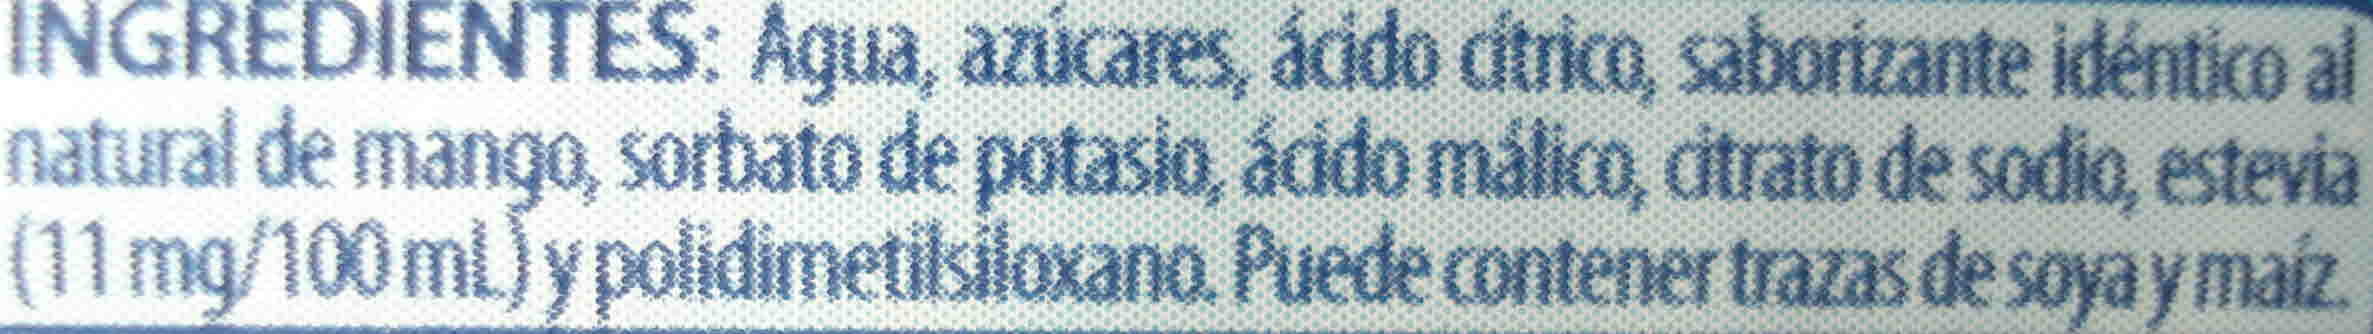 INGREDIENTES: Agua, azúcares, ácido cítrico, saborizante idéntico al
natural de mango, sorbato de potasio, ácido málico, citrato de sodio, estevia
(11 mg/100 mL) y polidimetilsiloxano. Puede contener trazas de soya y maíz.